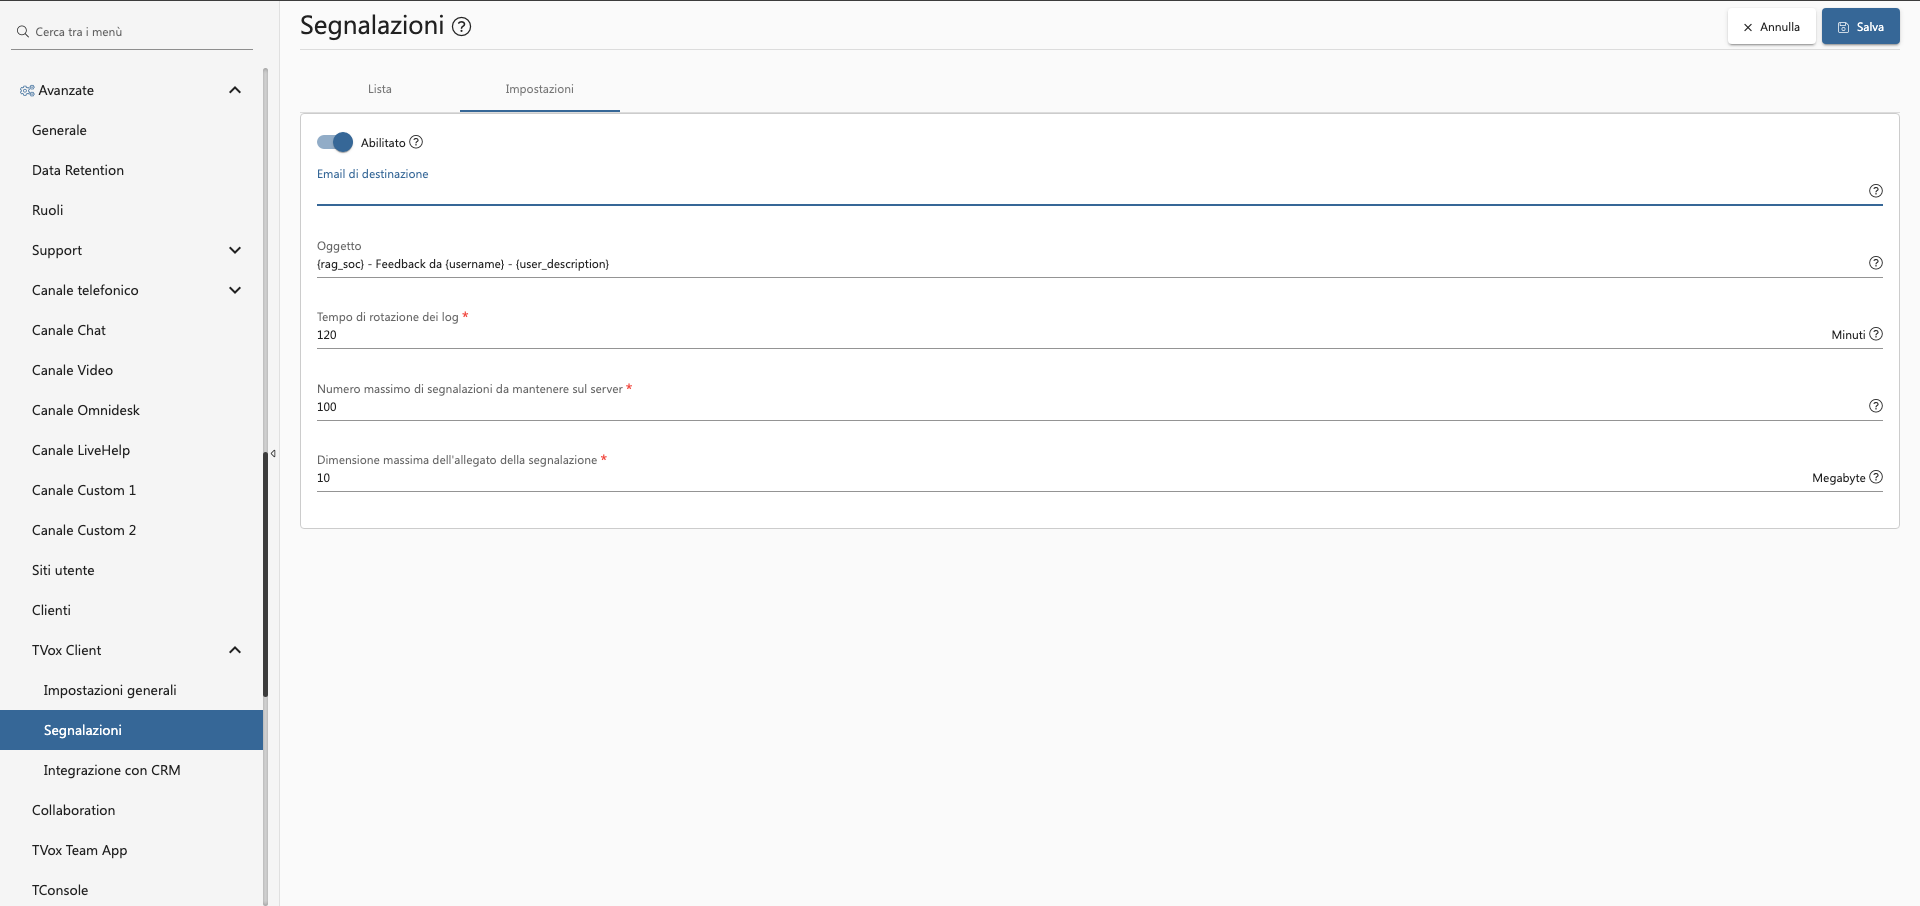 Cerca tra i menù
Avanzate
Generale
Data Retention
Ruoli
Support
Canale telefonico
Canale Chat
Canale Video
Canale Omnidesk
Canale LiveHelp
Canale Custom 1
Canale Custom 2
Siti utente
Clienti
TVox Client
Impostazioni generali
Segnalazioni
Integrazione con CRM
Collaboration
TVox Team App
TConsole
Segnalazioni
Annulla
Salva
Lista
Impostazioni
Abilitato
Email di destinazione
Oggetto
{rag_soc} - Feedback da {username} - {user_description}
Tempo di rotazione dei log *
120
Minuti
Numero massimo di segnalazioni da mantenere sul server *
100
Dimensione massima dell'allegato della segnalazione *
10
Megabyte